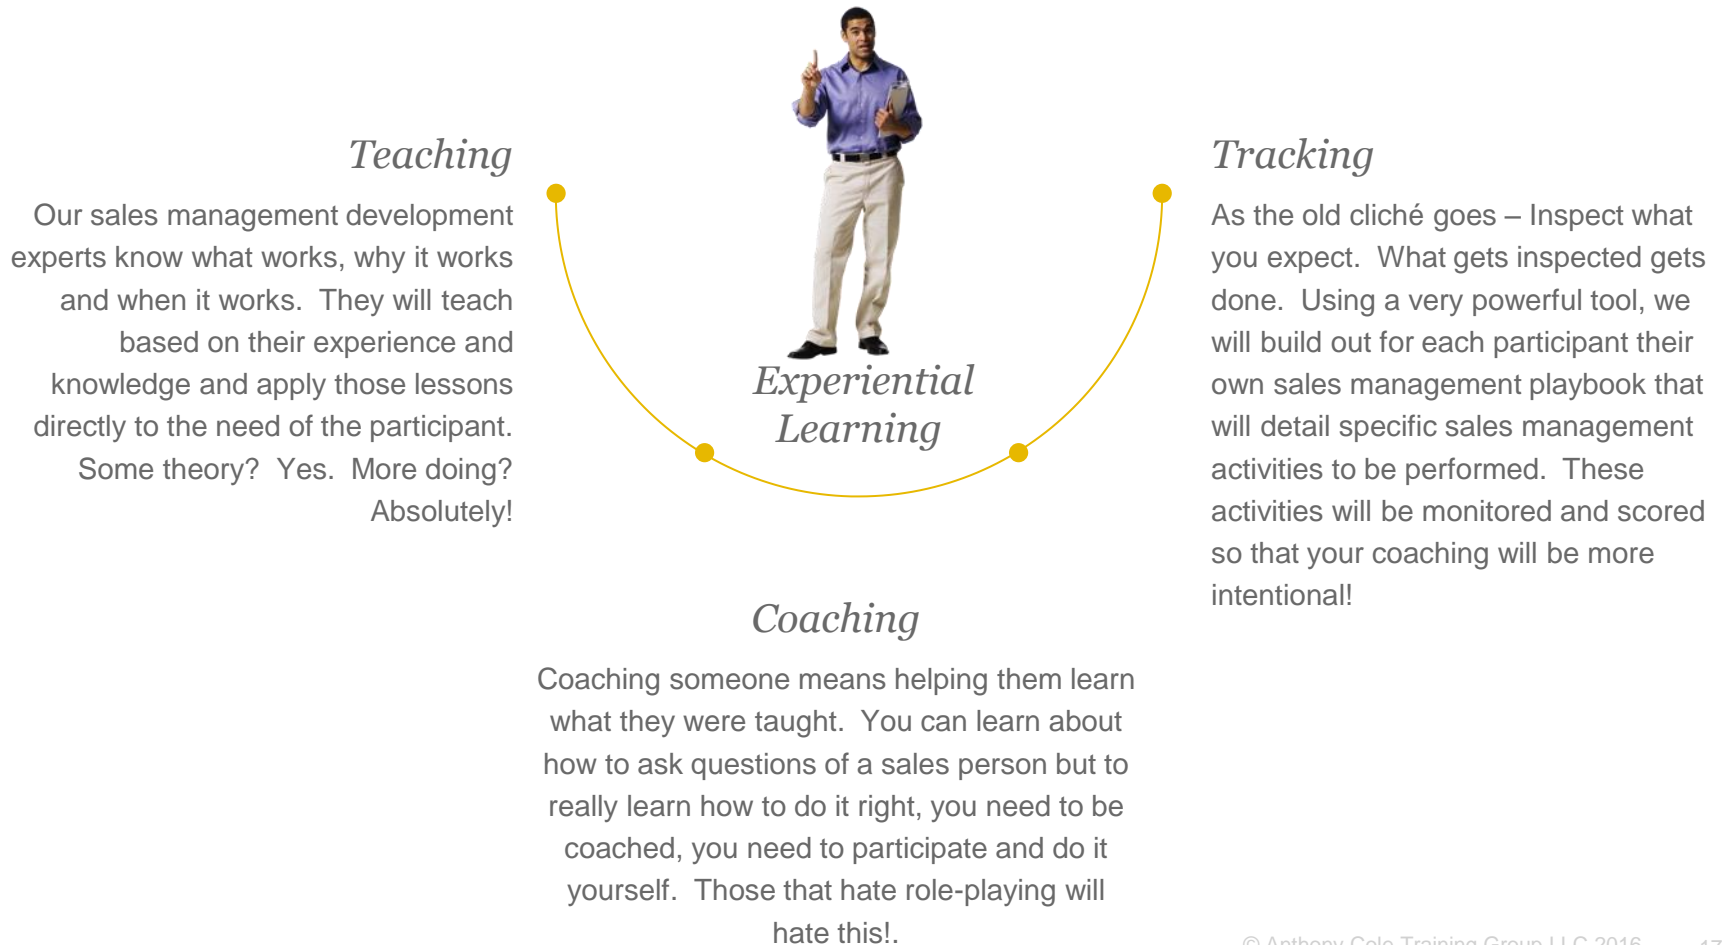 Teaching
Our sales management development
experts know what works, why it works
and when it works.  They will teach
based on their experience and
knowledge and apply those lessons
directly to the need of the participant.
Some theory?  Yes.  More doing?
Absolutely!
Experiential
Learning
Coaching
Coaching someone means helping them learn
what they were taught.  You can learn about
how to ask questions of a sales person but to
really learn how to do it right, you need to be
coached, you need to participate and do it
yourself.  Those that hate role-playing will
hate this!.
Tracking
As the old cliché goes – Inspect what
you expect.  What gets inspected gets
done.  Using a very powerful tool, we
will build out for each participant their
own sales management playbook that
will detail specific sales management
activities to be performed.  These
activities will be monitored and scored
so that your coaching will be more
intentional!
© Anthony Cole Training Group LLC 2016
17